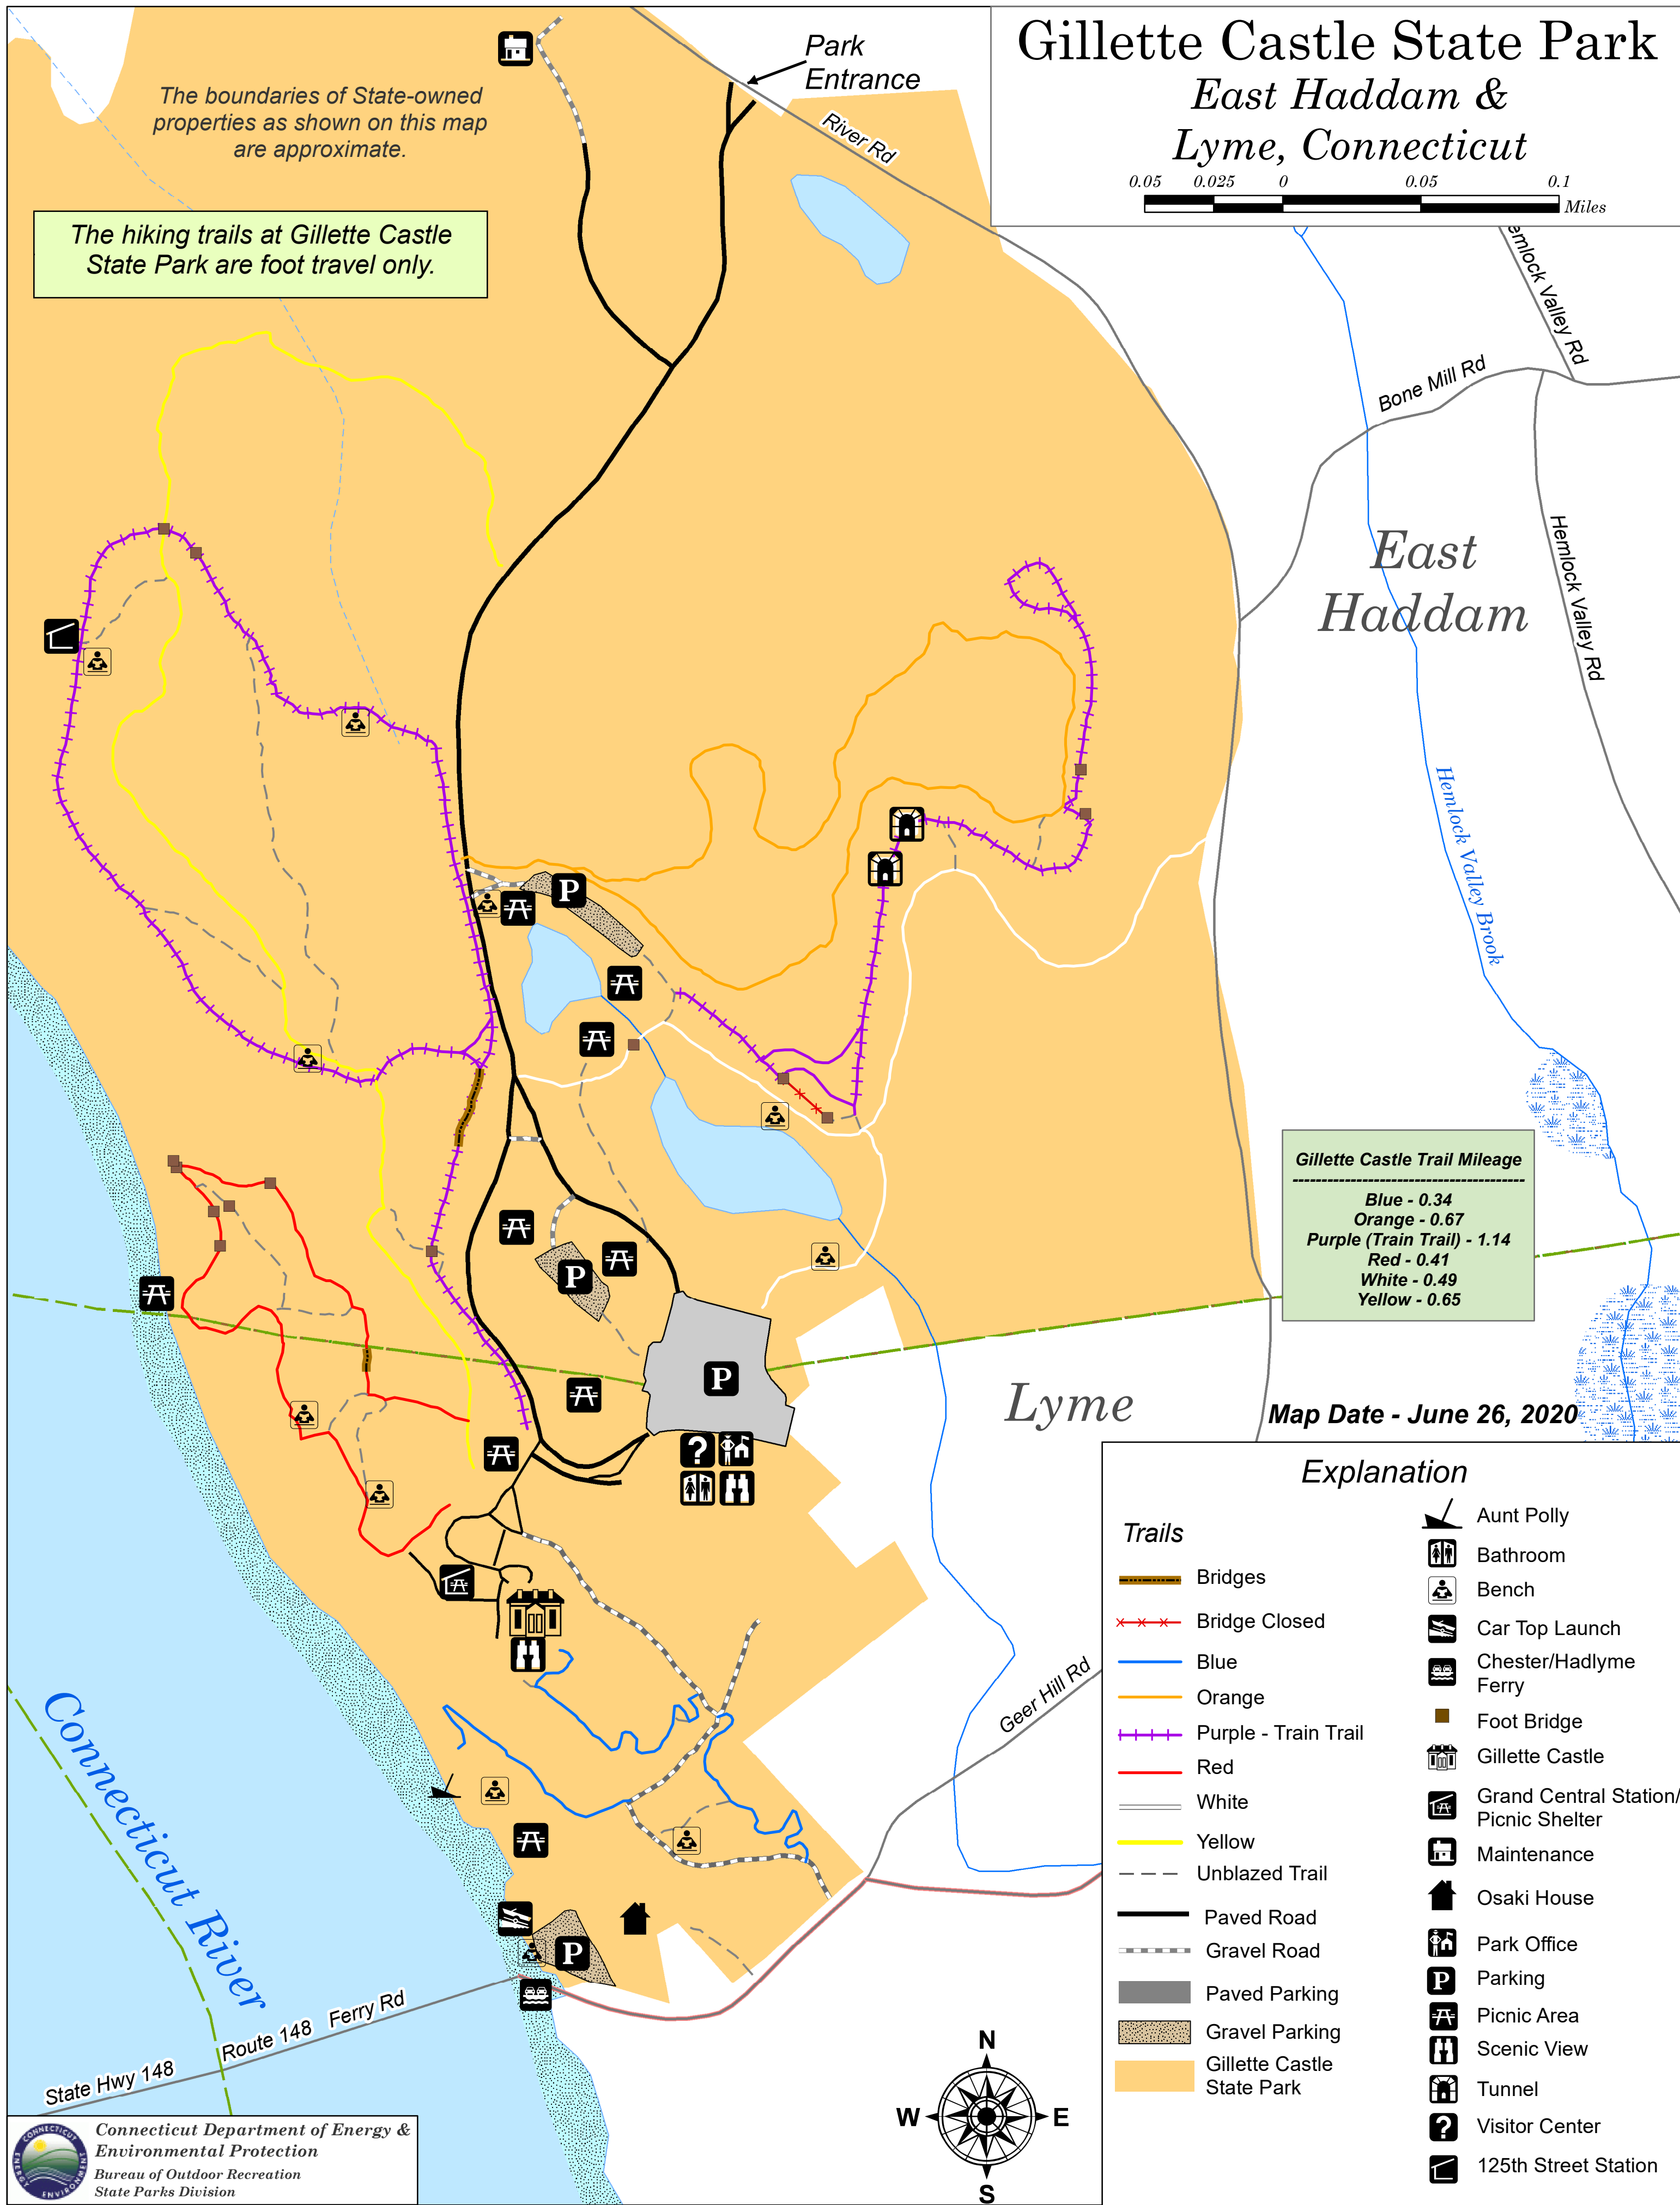 Gillette Castle State Park
East Haddam &
Lyme, Connecticut
0.05 0.025 0 0.05 0.1
Miles
Park
Entrance
River Rd
The boundaries of State-owned
properties as shown on this map
are approximate.
The hiking trails at Gillette Castle
State Park are foot travel only.
emlock Valley Rd
Bone Mill Rd
Hemlock Valley Rd
East
Haddam
Hemlock Valley Brook
P
P
P
?
Gillette Castle Trail Mileage
Blue - 0.34
Orange - 0.67
Purple (Train Trail) - 1.14
Red - 0.41
White - 0.49
Yellow - 0.65
Lyme
Map Date - June 26, 2020
Geer Hill Rd
Connecticut River
P
State Hwy 148
Route 148
Ferry Rd
N
W
E
S
Explanation
Trails
Bridges
Bridge Closed
Blue
Orange
Purple - Train Trail
Red
White
Yellow
Unblazed Trail
Paved Road
Gravel Road
Paved Parking
Gravel Parking
Gillette Castle
State Park
Aunt Polly
Bathroom
Bench
Car Top Launch
Chester/Hadlyme
Ferry
Foot Bridge
Gillette Castle
Grand Central Station/
Picnic Shelter
Maintenance
Osaki House
Park Office
P Parking
Picnic Area
Scenic View
Tunnel
? Visitor Center
125th Street Station
CONNECTICUT
ENERGY
ENVIRONMENT
Connecticut Department of Energy &
Environmental Protection
Bureau of Outdoor Recreation
State Parks Division